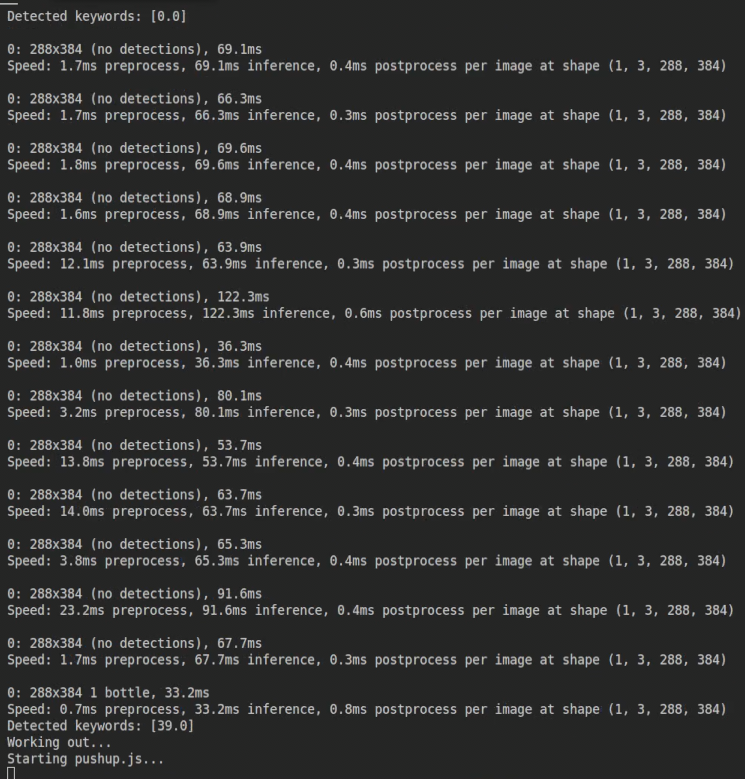 Detected keywords: [0.0]
0: 288x384 (no detections), 69.1ms
Speed: 1.7ms preprocess, 69.1ms inference, 0.4ms postprocess per image at shape (1, 3, 288, 384)
0: 288x384 (no detections), 66.3ms
Speed: 1.7ms preprocess, 66.3ms inference, 0.3ms postprocess per image at shape (1, 3, 288, 384)
0: 288x384 (no detections), 69.6ms
Speed: 1.8ms preprocess, 69.6ms inference, 0.4ms postprocess per image at shape (1, 3, 288, 384)
0: 288x384 (no detections), 68.9ms
Speed: 1.6ms preprocess, 68.9ms inference, 0.4ms postprocess per image at shape (1, 3, 288, 384)
0: 288x384 (no detections), 63.9ms
Speed: 12.1ms preprocess, 63.9ms inference, 0.3ms postprocess per image at shape (1, 3, 288, 384)
0: 288x384 (no detections), 122.3ms
Speed: 11.8ms preprocess, 122.3ms inference, 0.6ms postprocess per image at shape (1, 3, 288, 384)
0: 288x384 (no detections), 36.3ms
Speed: 1.0ms preprocess, 36.3ms inference, 0.4ms postprocess per image at shape (1, 3, 288, 384)
0: 288x384 (no detections), 80.1ms
Speed: 3.2ms preprocess, 80.1ms inference, 0.3ms postprocess per image at shape (1, 3, 288, 384)
0: 288x384 (no detections), 53.7ms
Speed: 13.8ms preprocess, 53.7ms inference, 0.4ms postprocess per image at shape (1, 3, 288, 384)
0: 288x384 (no detections), 63.7ms
Speed: 14.0ms preprocess, 63.7ms inference, 0.3ms postprocess per image at shape (1, 3, 288, 384)
0: 288x384 (no detections), 65.3ms
Speed: 3.8ms preprocess, 65.3ms inference, 0.4ms postprocess per image at shape (1, 3, 288, 384)
0: 288x384 (no detections), 91.6ms
Speed: 23.2ms preprocess, 91.6ms inference, 0.4ms postprocess per image at shape (1, 3, 288, 384)
0: 288x384 (no detections), 67.7ms
Speed: 1.7ms preprocess, 67.7ms inference, 0.3ms postprocess per image at shape (1, 3, 288, 384)
0: 288x384 1 bottle, 33.2ms
Speed: 0.7ms preprocess, 33.2ms inference, 0.8ms postprocess per image at shape (1, 3, 288, 384)
Detected keywords: [39.0]
Working out...
Starting pushup.js...